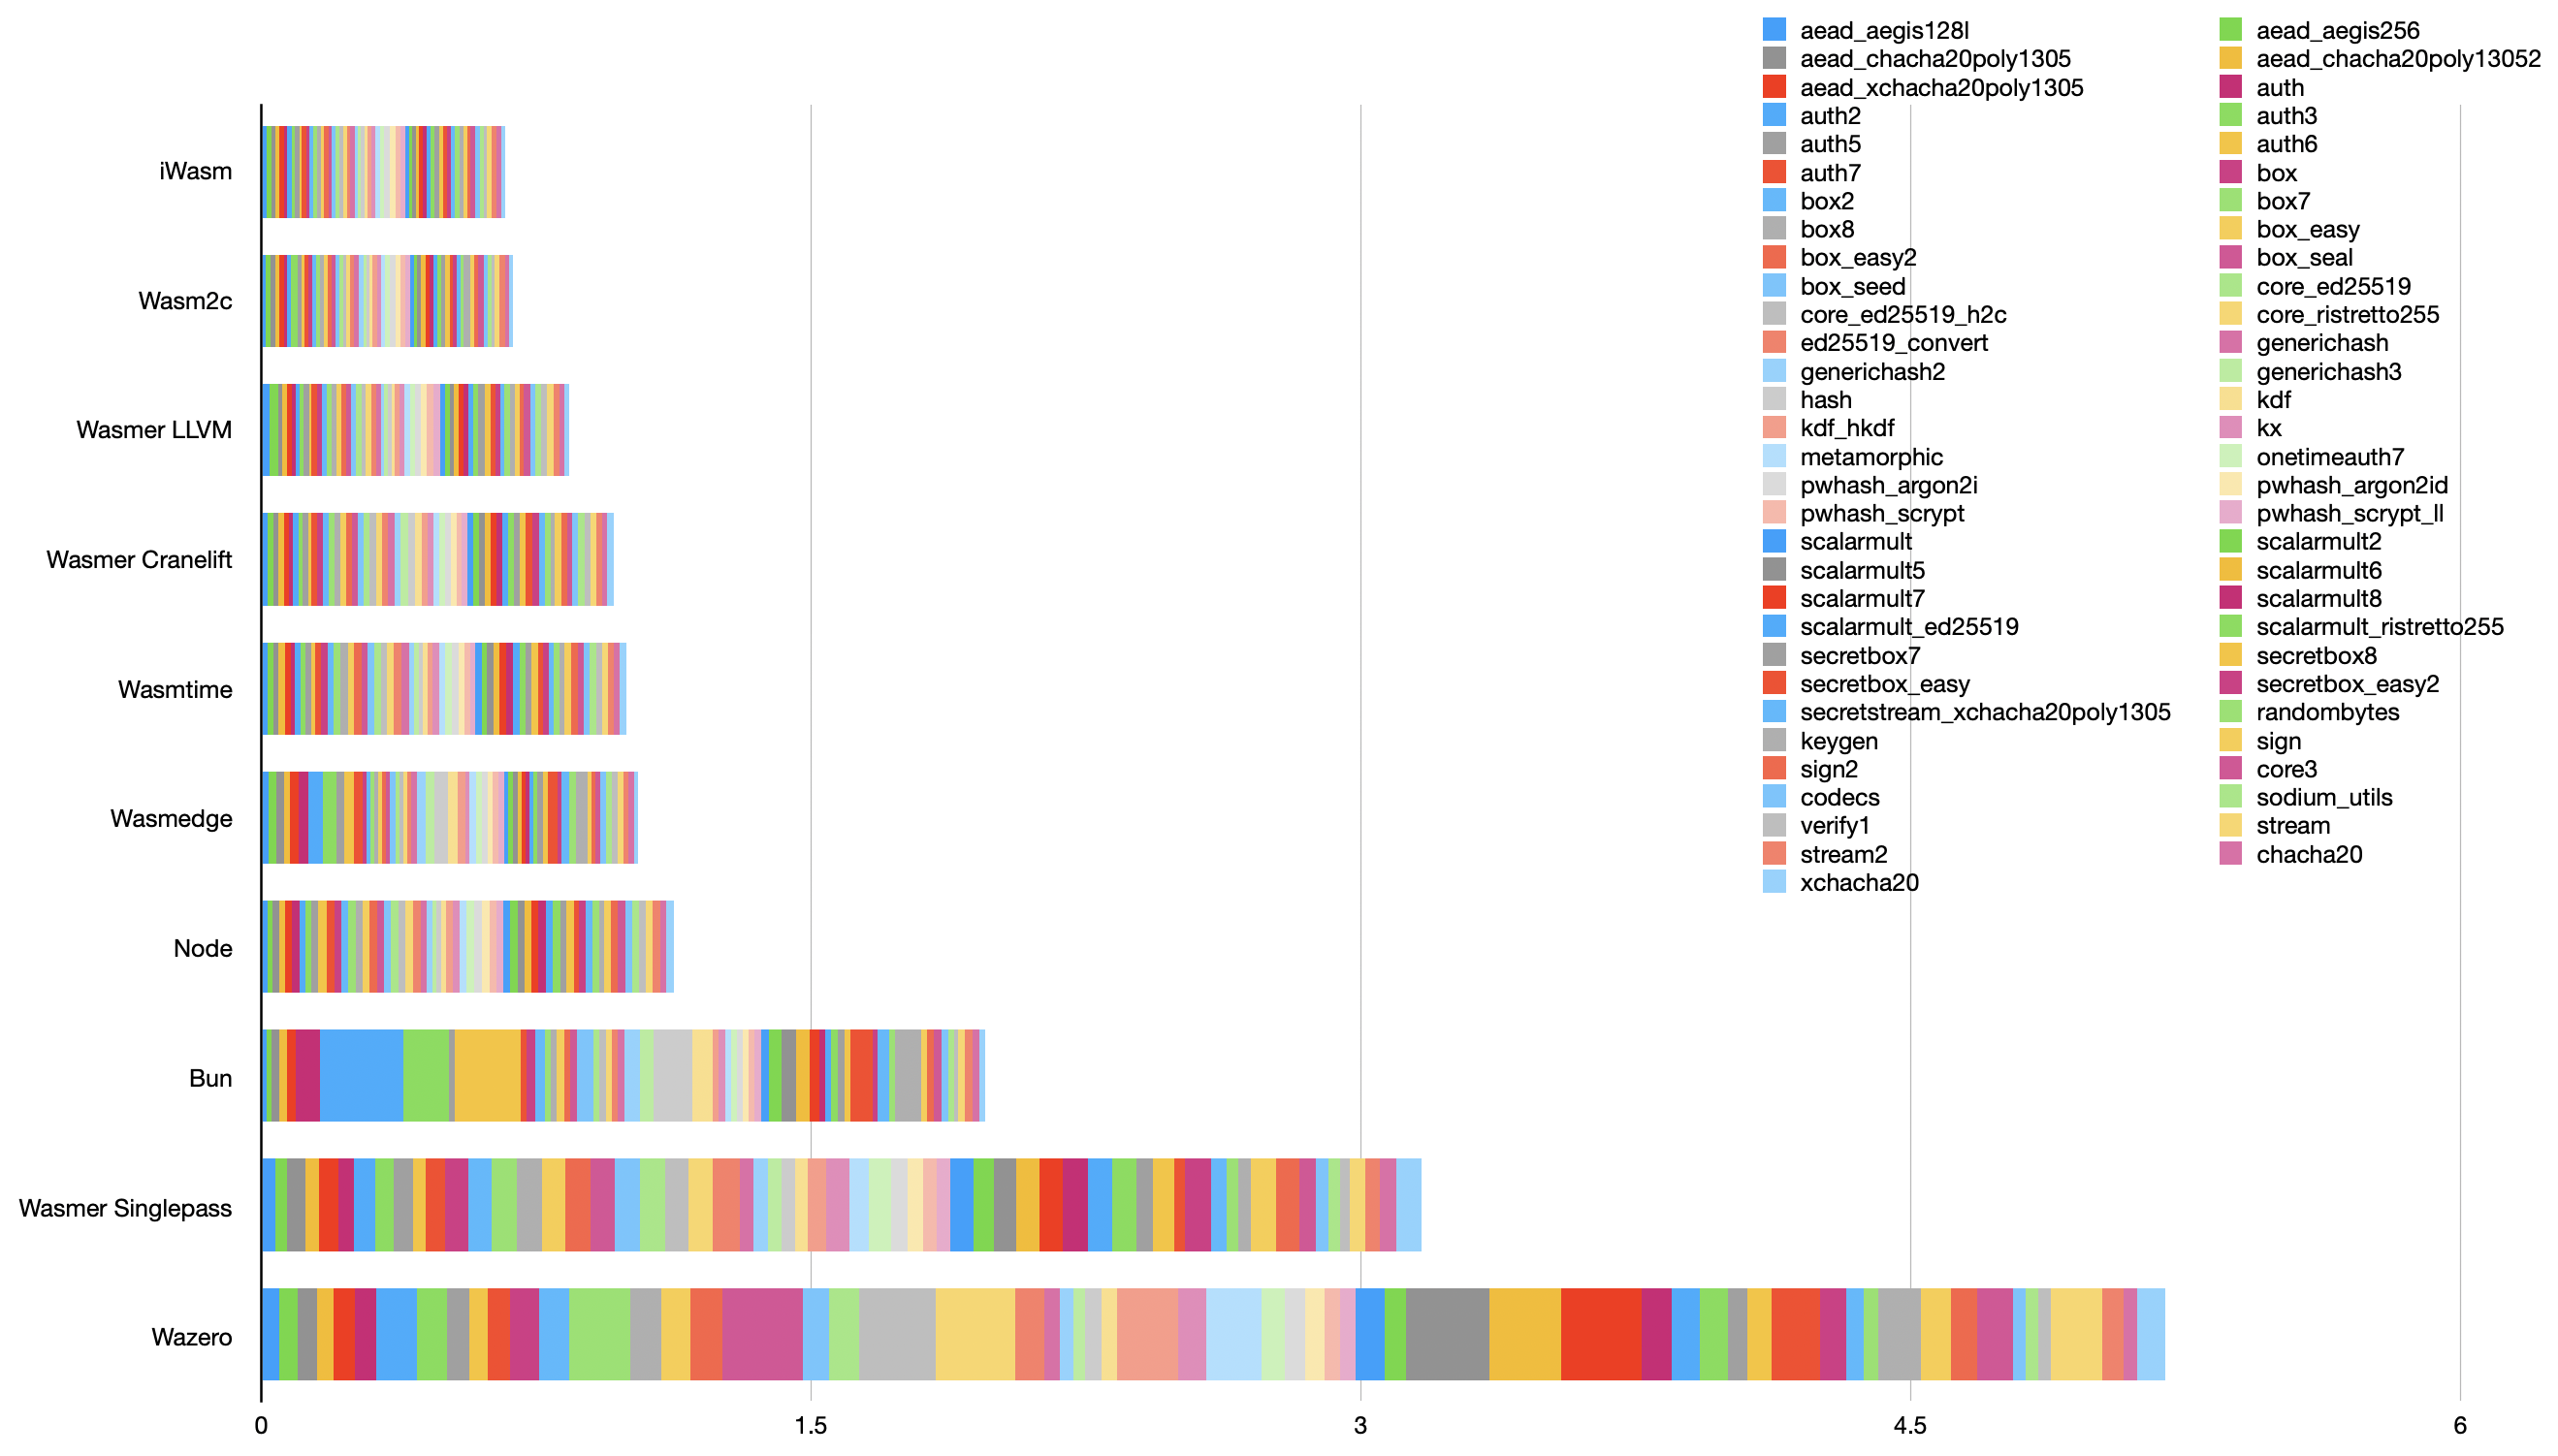 aead_aegis128l aead_aegis256
aead_chacha20poly1305 aead_chacha20poly13052
aead_xchacha20poly1305 auth
auth2 auth3
auth5 auth6
auth7 box
box2 box7
box8 box_easy
box_easy2 box_seal
box_seed core_ed25519
core_ed25519_h2c core_ristretto255
ed25519_convert generichash
generichash2 generichash3
hash kdf
kdf_hkdf kx
metamorphic onetimeauth7
pwhash_argon2i pwhash_argon2id
pwhash_scrypt pwhash_scrypt_ll
scalarmult scalarmult2
scalarmult5 scalarmult6
scalarmult7 scalarmult8
scalarmult_ed25519 scalarmult_ristretto255
secretbox7 secretbox8
secretbox_easy secretbox_easy2
secretstream_xchacha20poly1305 randombytes
keygen sign
sign2 core3
codecs sodium_utils
verify1 stream
stream2 chacha20
xchacha20
iWasm
Wasm2c
Wasmer LLVM
Wasmer Cranelift
Wasmtime
Wasmedge
Node
Bun
Wasmer Singlepass
Wazero
0 1.5 3 4.5 6